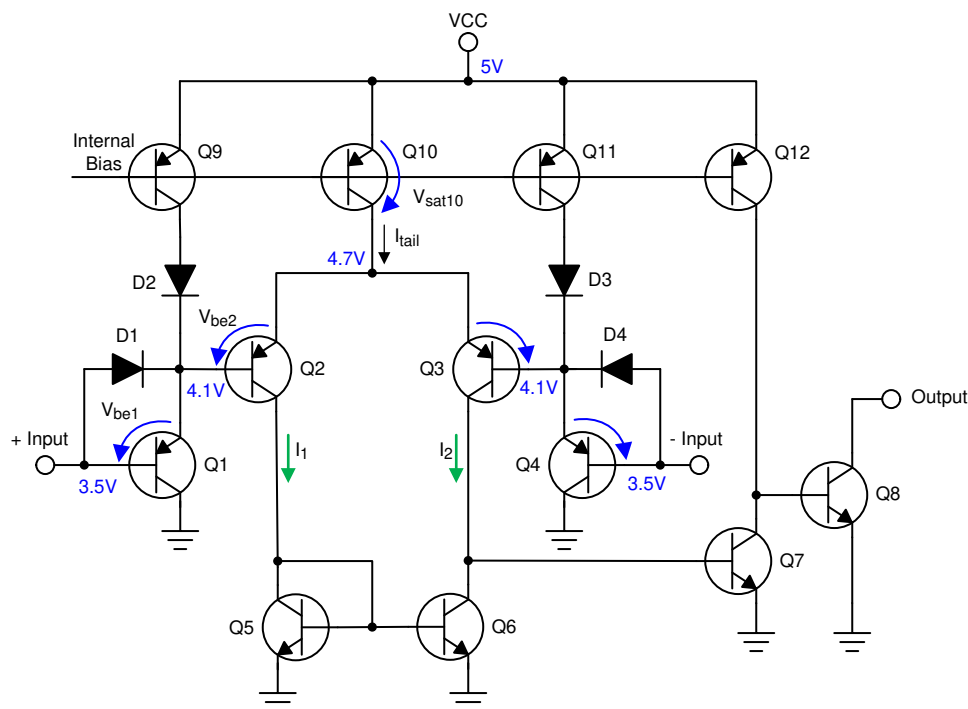 VCC
5V
Internal
Bias
Q9
Q10
Q11
Q12
Vsat10
Itail
4.7V
D2
D3
Vbe2
D1
D4
Q2
Q3
4.1V
4.1V
Vbe1
Output
+ Input
- Input
I1
I2
Q1
Q4
3.5V
3.5V
Q8
Q7
Q5
Q6